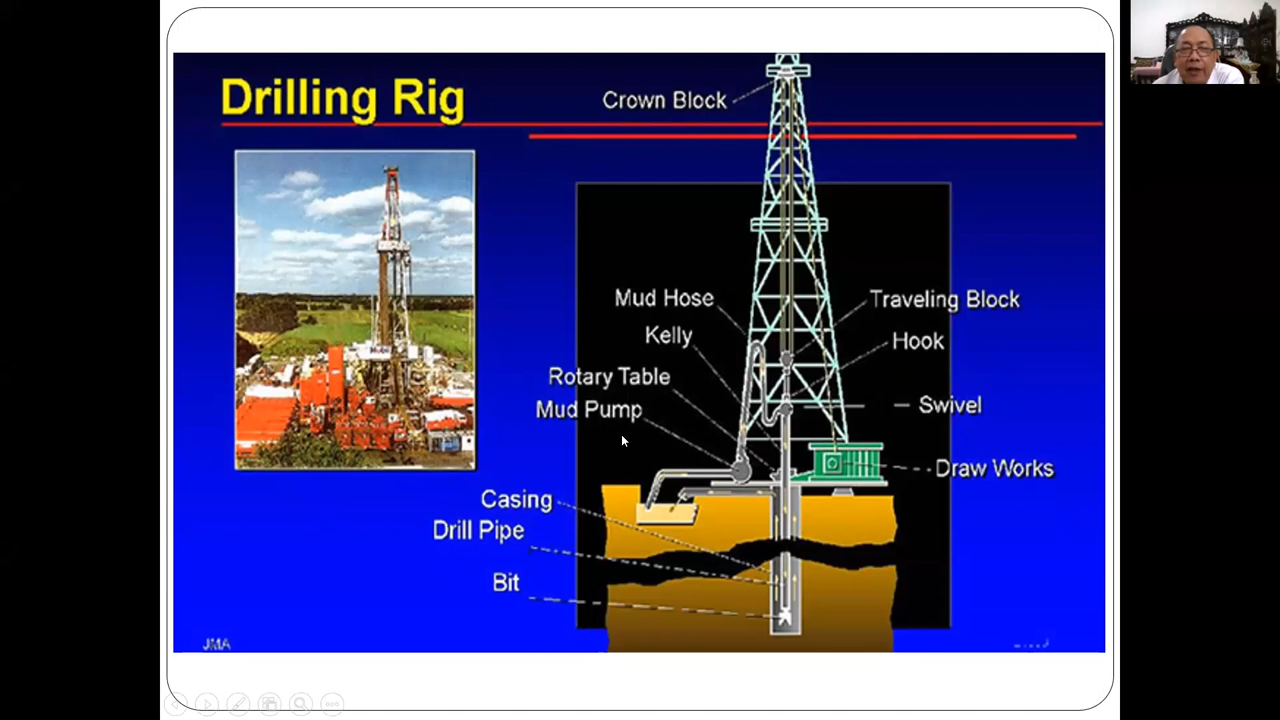 Drilling Rig
Crown Block
Mud Hose
Traveling Block
Kelly
Hook
Rotary Table
Mud Pump
Swivel
Draw Works
Casing
Drill Pipe
Bit
JMA